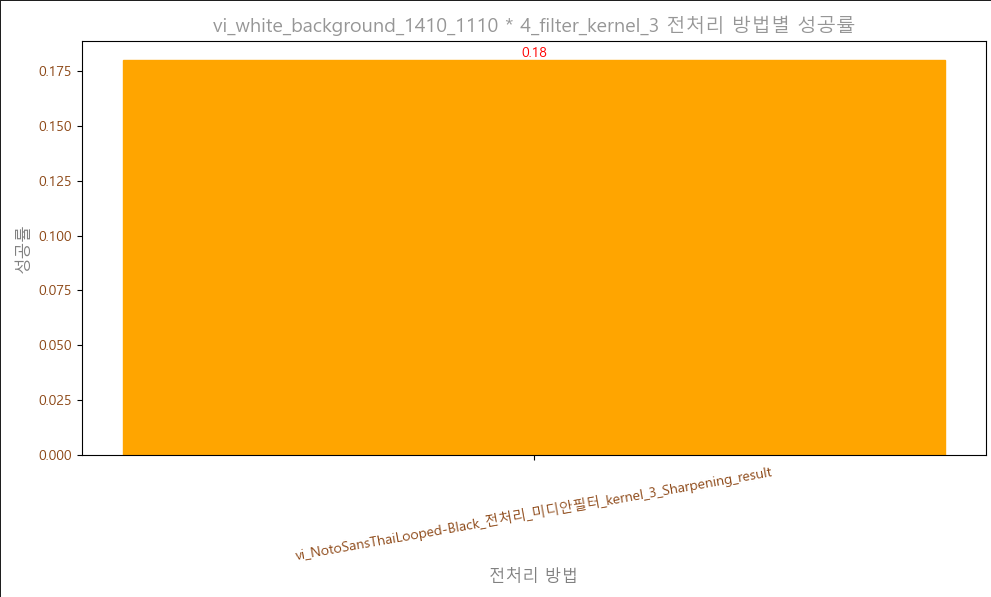 vi_white_background_1410_1110 * 4_filter_kernel_3 전처리 방법별 성공률
0.18
0.175
0.150
0.125
0.100
0.075
0.050
0.025
0.000
성공률
vi_NotoSansThaiLooped-Black_전처리_미디안필터_kernel_3_Sharpening_result
전처리 방법